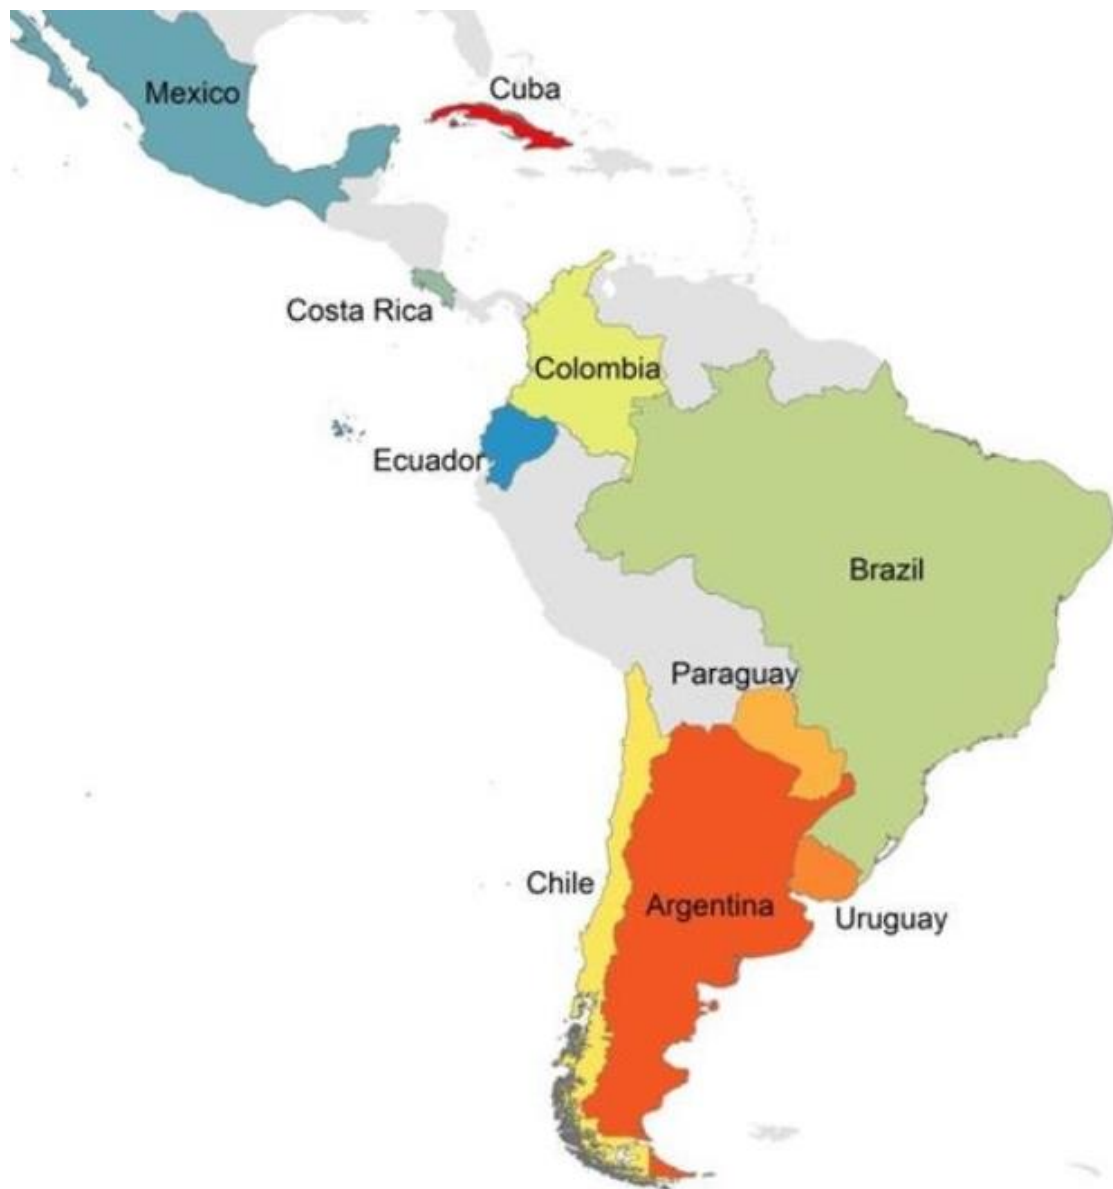 Cuba
Mexico
Costa Rica
Colombia
Ecuador
Brazil
Paraguay
Chile
Argentina
Uruguay